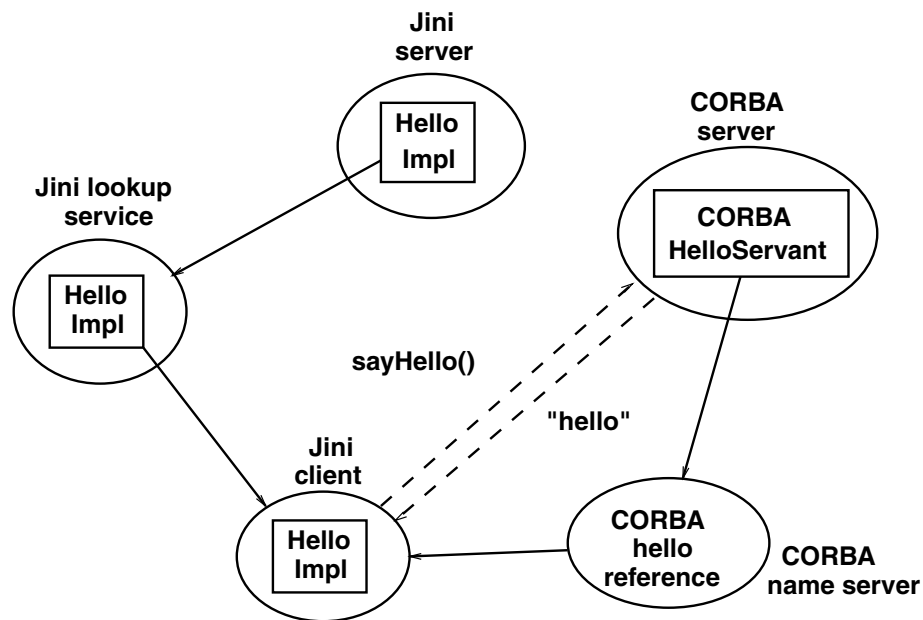 Jini
server
Hello
Impl
CORBA
server
CORBA
HelloServant
Jini lookup
service
Hello
Impl
sayHello()
"hello"
Jini
client
Hello
Impl
CORBA
hello
reference
CORBA
name server